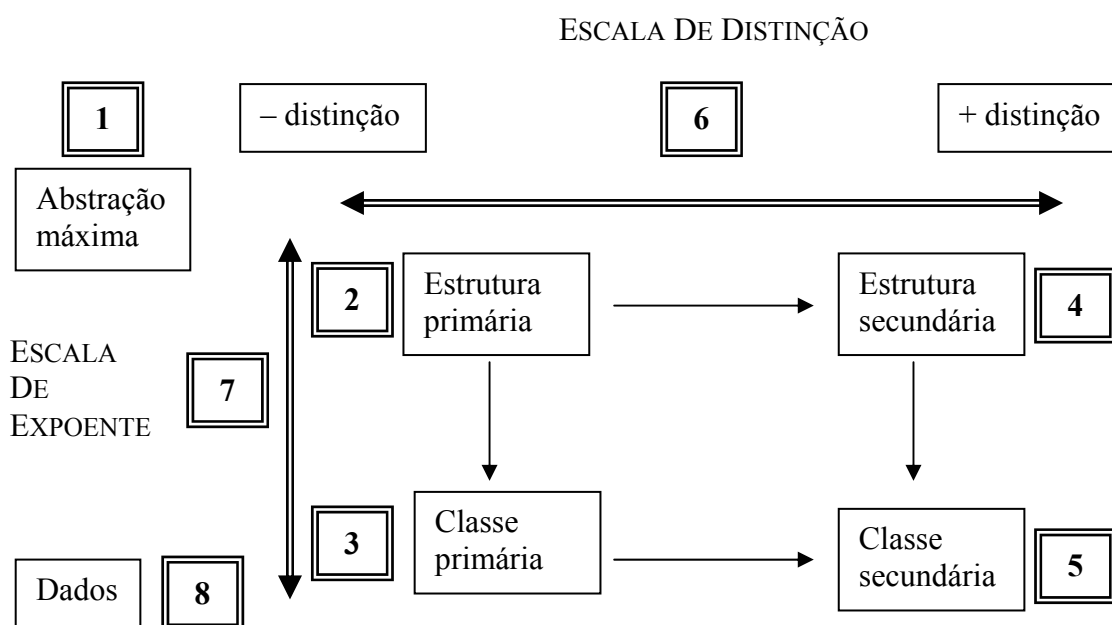 ESCALA DE DISTINÇÃO
1
– distinção
6
+ distinção
Abstração
máxima
2
Estrutura
primária
Estrutura
secundária
4
ESCALA
DE
EXPOENTE
7
3
Classe
primária
Classe
secundária
5
Dados
8